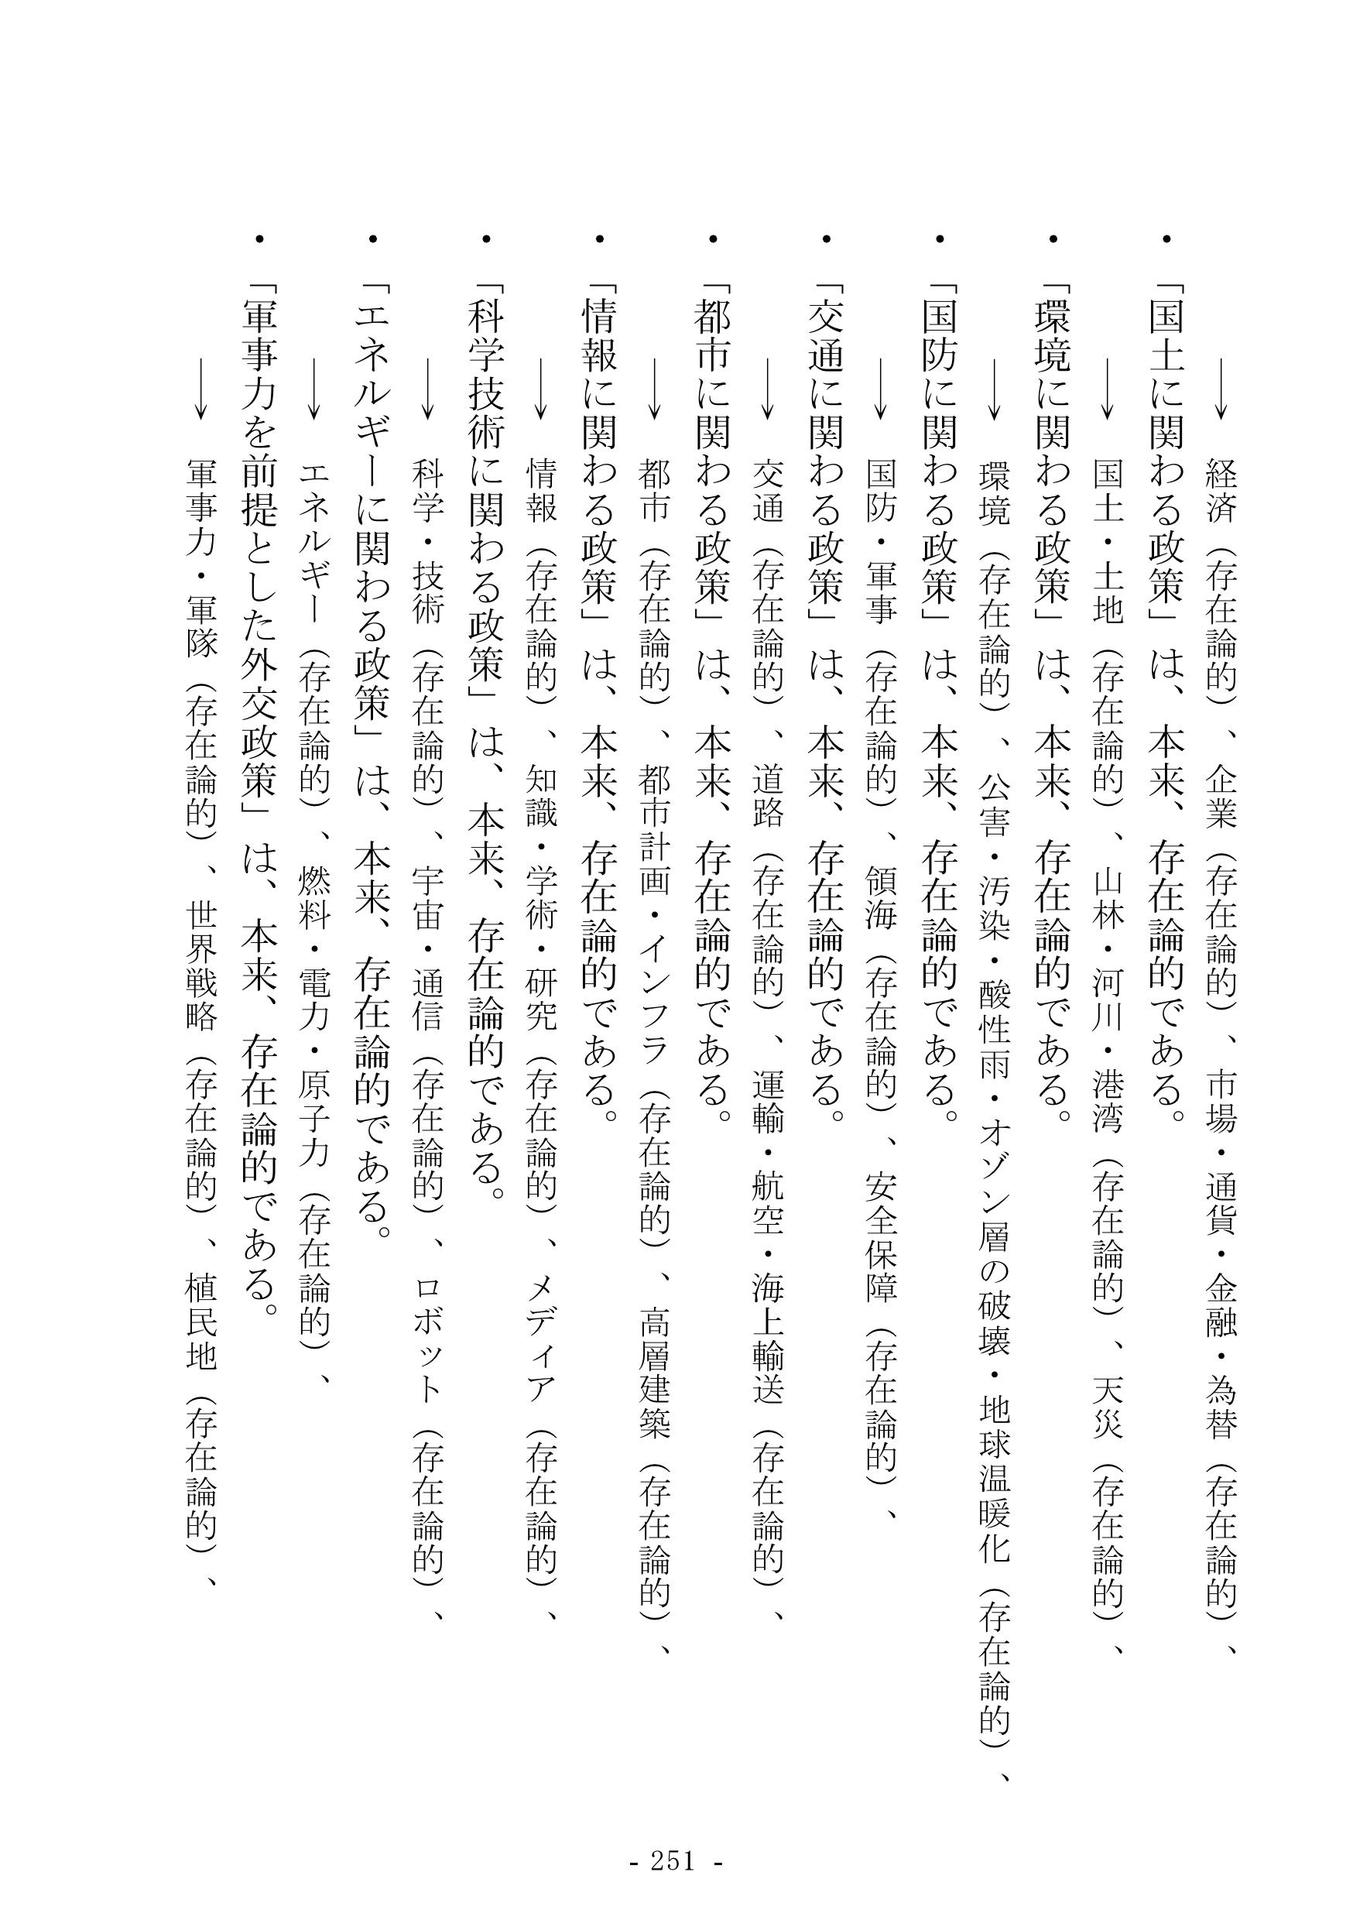 → 経済（存在論的）、企業（存在論的）、市場・通貨・金融・為替（存在論的）、
・「国土に関わる政策」は、本来、存在論的である。
→ 国土・土地（存在論的）、山林・河川・港湾（存在論的）、天災（存在論的）、
・「環境に関わる政策」は、本来、存在論的である。
→ 環境（存在論的）、公害・汚染・酸性雨・オゾン層の破壊・地球温暖化（存在論的）、
・「国防に関わる政策」は、本来、存在論的である。
→ 国防・軍事（存在論的）、領海（存在論的）、安全保障（存在論的）、
・「交通に関わる政策」は、本来、存在論的である。
→ 交通（存在論的）、道路（存在論的）、運輸・航空・海上輸送（存在論的）、
・「都市に関わる政策」は、本来、存在論的である。
→ 都市（存在論的）、都市計画・インフラ（存在論的）、高層建築（存在論的）、
・「情報に関わる政策」は、本来、存在論的である。
→ 情報（存在論的）、知識・学術・研究（存在論的）、メディア（存在論的）、
・「科学技術に関わる政策」は、本来、存在論的である。
→ 科学・技術（存在論的）、宇宙・通信（存在論的）、ロボット（存在論的）、
・「エネルギーに関わる政策」は、本来、存在論的である。
→ エネルギー（存在論的）、燃料・電力・原子力（存在論的）、
・「軍事力を前提とした外交政策」は、本来、存在論的である。
→ 軍事力・軍隊（存在論的）、世界戦略（存在論的）、植民地（存在論的）、
- 251 -